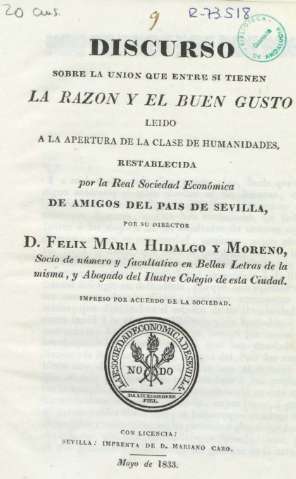 20 cms.
9
R-73518
DISCURSO
SOBRE LA UNION QUE ENTRE SI TIENEN
LA RAZON Y EL BUEN GUSTO
LEIDO
A LA APERTURA DE LA CLASE DE HUMANIDADES,
RESTABLECIDA
por la Real Sociedad Económica
DE AMIGOS DEL PAIS DE SEVILLA,
POR SU DIRECTOR
D. FELIX MARIA HIDALGO Y MORENO,
Socio de número y facultativo en Bellas Letras de la
misma, y Abogado del Ilustre Colegio de esta Ciudad.
IMPRESO POR ACUERDO DE LA SOCIEDAD.
LA R. SOCIEDAD ECONOMICA DE SEVILLA
NO DO
CON LICENCIA:
SEVILLA: IMPRENTA DE D. MARIANO CARO.
Mayo de 1833.